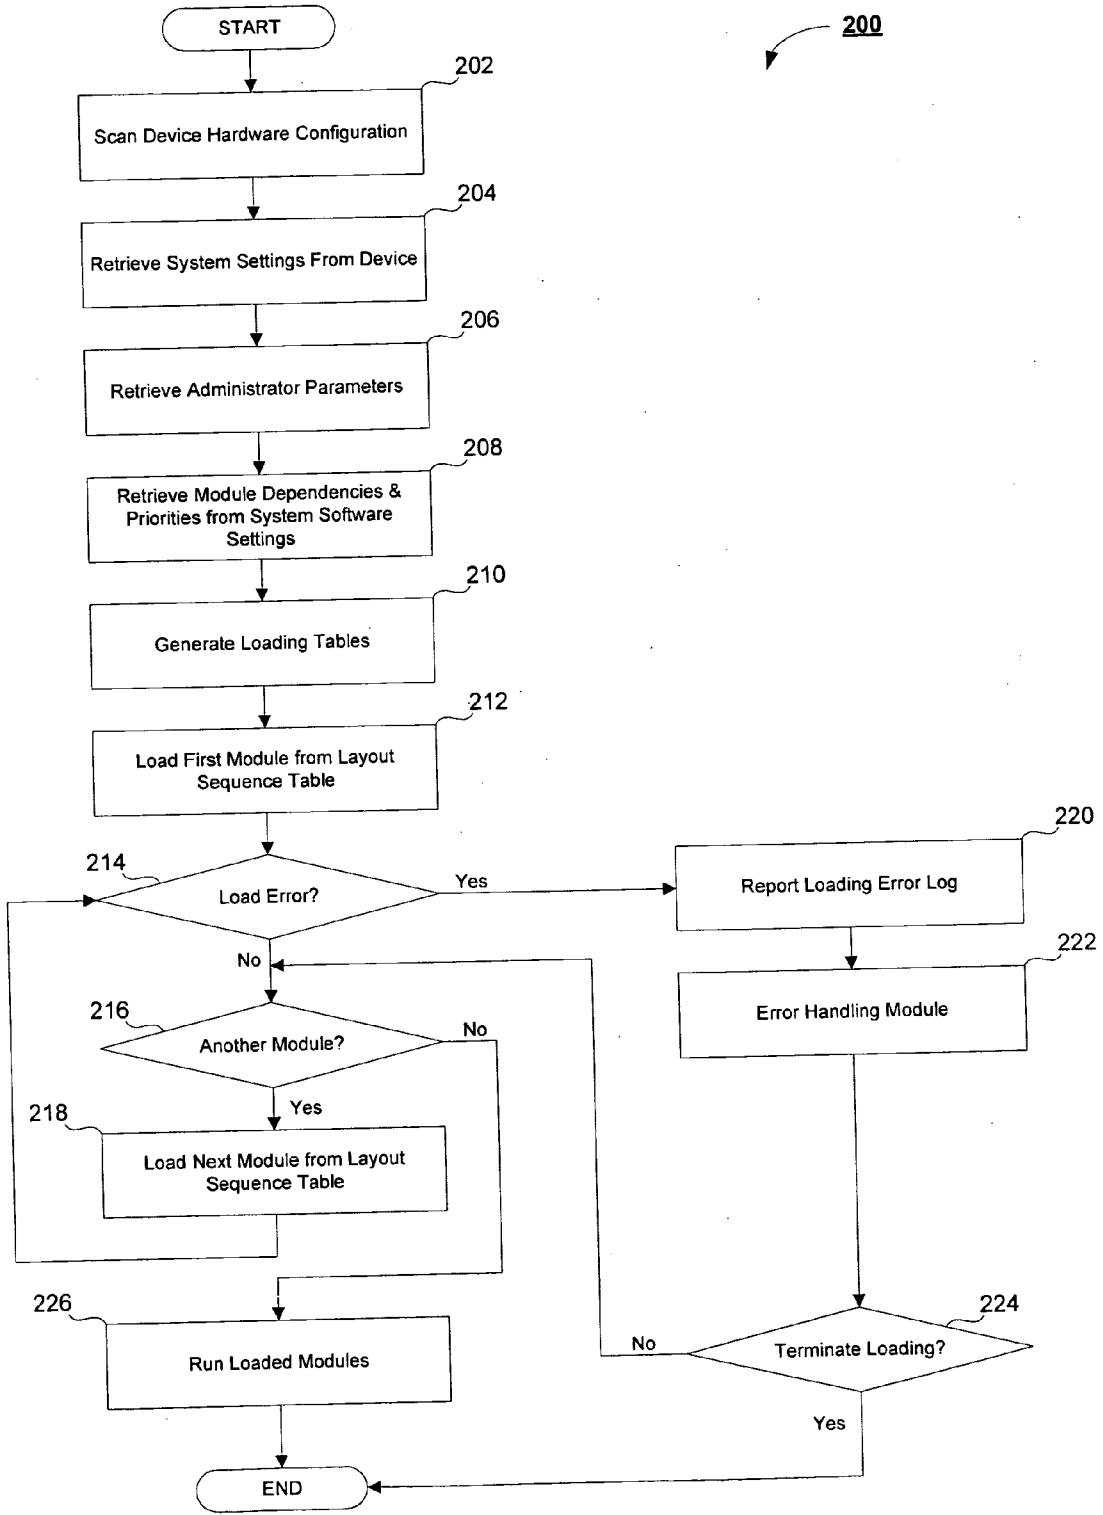 START
200
202
Scan Device Hardware Configuration
204
Retrieve System Settings From Device
206
Retrieve Administrator Parameters
208
Retrieve Module Dependencies &
Priorities from System Software
Settings
210
Generate Loading Tables
212
Load First Module from Layout
Sequence Table
214
Load Error?
Yes
220
Report Loading Error Log
No
222
Error Handling Module
216
Another Module?
No
Yes
218
Load Next Module from Layout
Sequence Table
226
Run Loaded Modules
224
Terminate Loading?
No
Yes
END